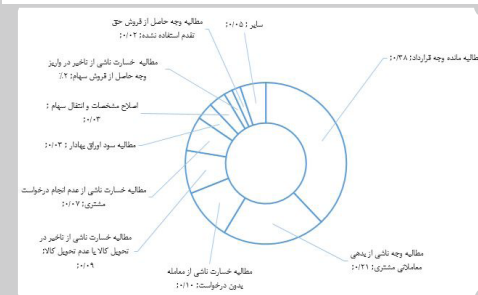 سایر : ۰/۰۵؛
مطالبه وجه حاصل از فروش حق
تقدم استفاده نشده: ۰/۰۲؛
مطالبه مانده وجه قرارداد: ۰/۳۸؛
مطالبه خسارت ناشی از تاخیر در واریز
وجه حاصل از فروش سهام: ۲٪
اصلاح مشخصات و انتقال سهام :
۰/۰۳؛
مطالبه سود اوراق بهادار : ۰/۰۳؛
مطالبه خسارت ناشی از عدم انجام درخواست
مشتری: ۰/۰۷؛
مطالبه خسارت ناشی از تاخیر در
تحویل کالا یا عدم تحویل کالا:
۰/۰۹؛
مطالبه خسارت ناشی از معامله
بدون درخواست: ۰/۱۰؛
مطالبه وجه ناشی از بدهی
معاملاتی مشتری: ۰/۲۱؛